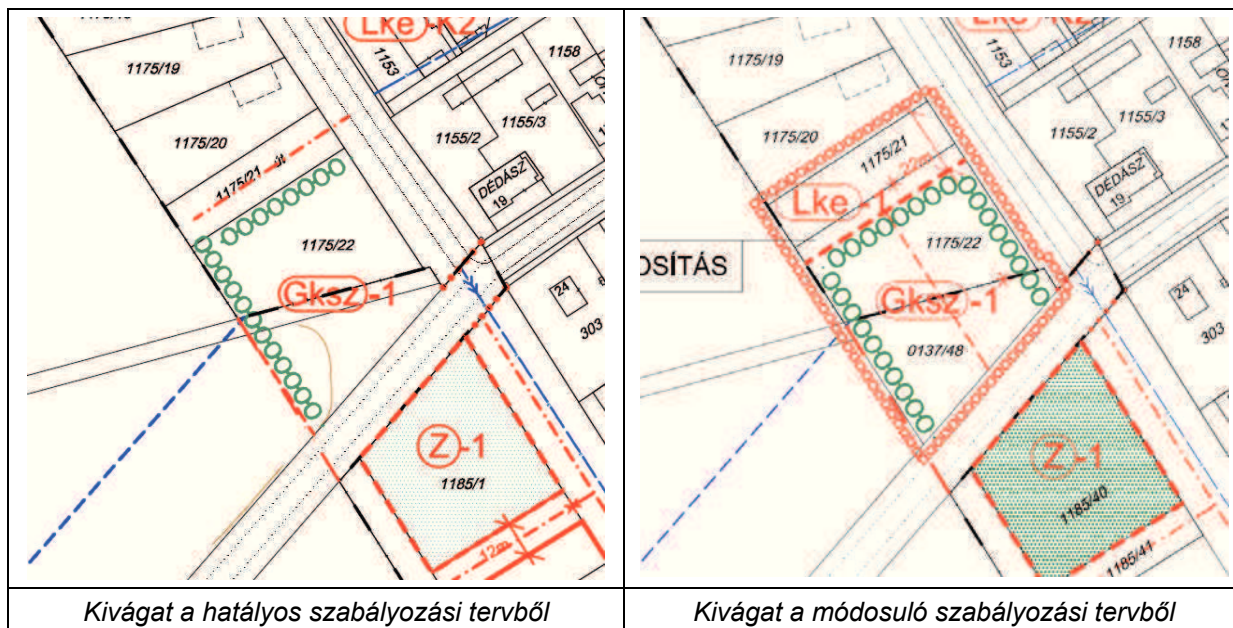 Lke -K2
1153
1158
1175/19
1155/3
1155/2
1175/20
DÉDÁSZ
19
1175/21 út
1175/22
Gksz -1
24
303
Z -1
1185/1
12m
Kivágat a hatályos szabályozási tervből
Lke -K2
1153
1158
1175/19
1155/3
1155/2
1175/20
1175/21
22m
DÉDÁSZ
19
Lke -1
1175/22
OSÍTÁS
Gksz -1
24
303
0137/48
Z -1
1185/40
1185/41
Kivágat a módosuló szabályozási tervből